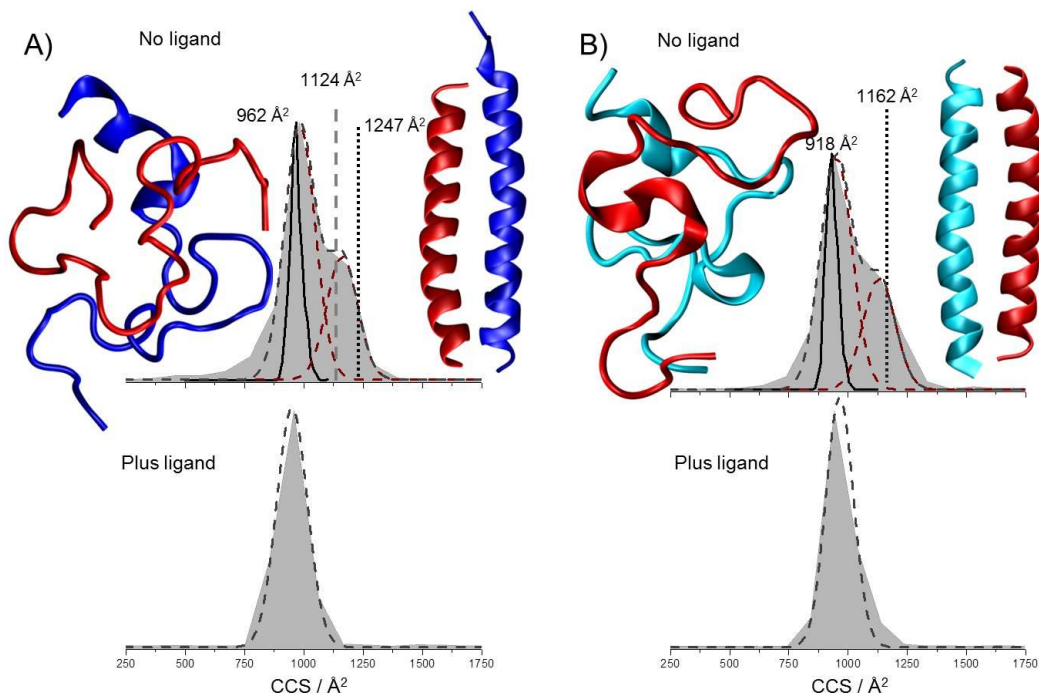 A)
No ligand
1124 Å²
962 Å²
1247 Å²
Plus ligand
250 500 750 1000 1250 1500 1750
CCS / Å²
B)
No ligand
1162 Å²
918 Å²
Plus ligand
250 500 750 1000 1250 1500 1750
CCS / Å²